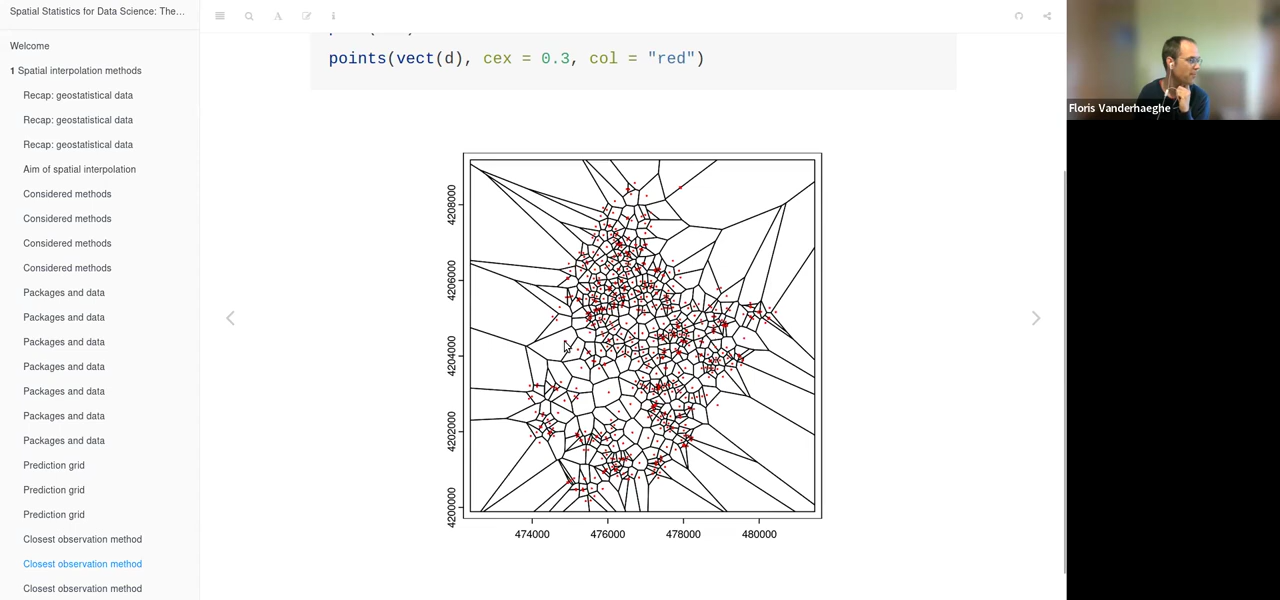 Spatial Statistics for Data Science: The...
Welcome
1 Spatial interpolation methods
Recap: geostatistical data
Recap: geostatistical data
Recap: geostatistical data
Aim of spatial interpolation
Considered methods
Considered methods
Considered methods
Considered methods
Packages and data
Packages and data
Packages and data
Packages and data
Packages and data
Packages and data
Packages and data
Prediction grid
Prediction grid
Prediction grid
Closest observation method
Closest observation method
Closest observation method
points(vect(d), cex = 0.3, col = "red")
4208000
4206000
4204000
4202000
4200000
474000 476000 478000 480000
Floris Vanderhaeghe